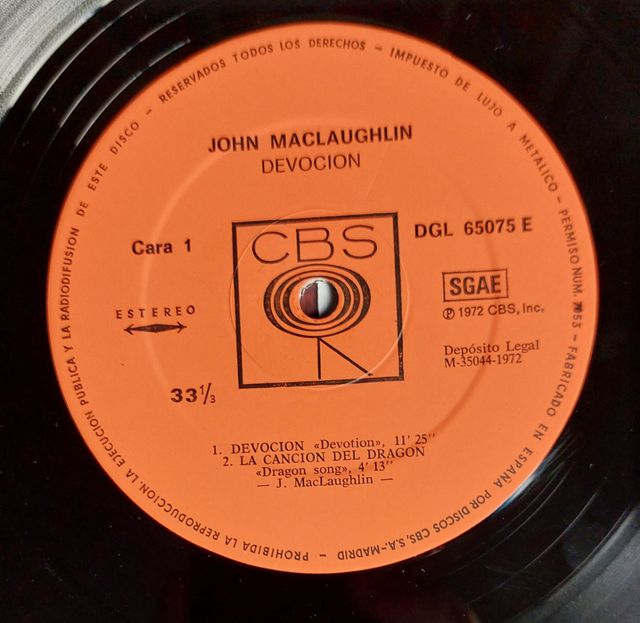 RESERVADOS TODOS LOS DERECHOS - IMPUESTO DE LUJO A METALICO - PERMISO NUM. 7353 - FABRICADO EN ESPAÑA POR DISCOS CBS, S.A. - MADRID - PROHIBIDA LA REPRODUCCION, LA EJECUCION PUBLICA Y LA RADIODIFUSION DE ESTE DISCO -
JOHN MACLAUGHLIN
DEVOCION
Cara 1
CBS
DGL 65075 E
SGAE
ESTEREO
℗ 1972 CBS, Inc.
Depósito Legal
M-35044-1972
33 1/3
1. DEVOCION «Devotion», 11' 25''
2. LA CANCION DEL DRAGON
«Dragon song», 4' 13''
— J. MacLaughlin —